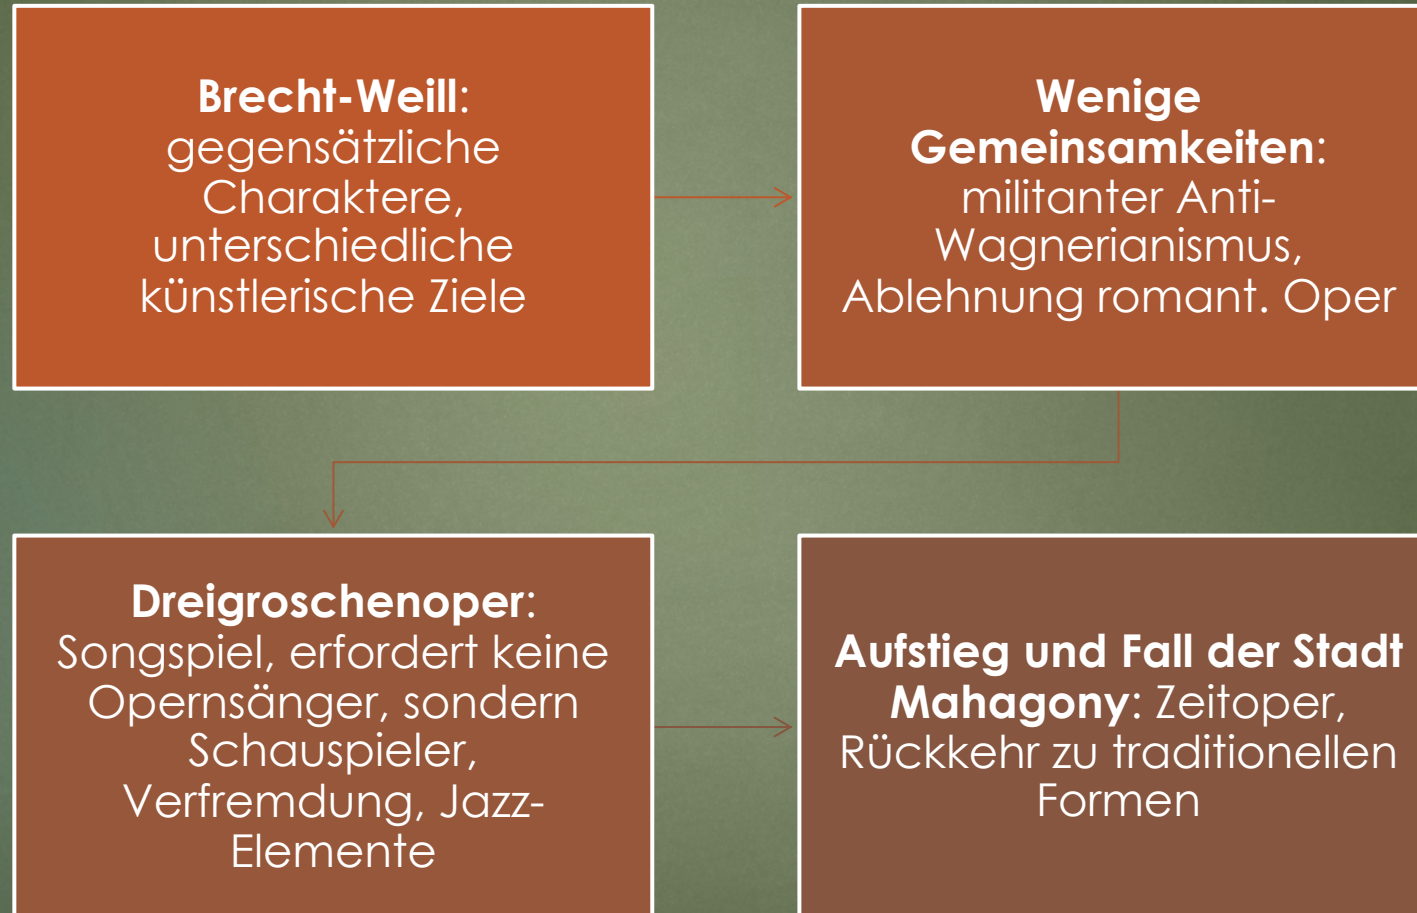 Brecht-Weill:
gegensätzliche
Charaktere,
unterschiedliche
künstlerische Ziele
Wenige
Gemeinsamkeiten:
militanter Anti-
Wagnerianismus,
Ablehnung romant. Oper
Dreigroschenoper:
Songspiel, erfordert keine
Opernsänger, sondern
Schauspieler,
Verfremdung, Jazz-
Elemente
Aufstieg und Fall der Stadt
Mahagony: Zeitoper,
Rückkehr zu traditionellen
Formen